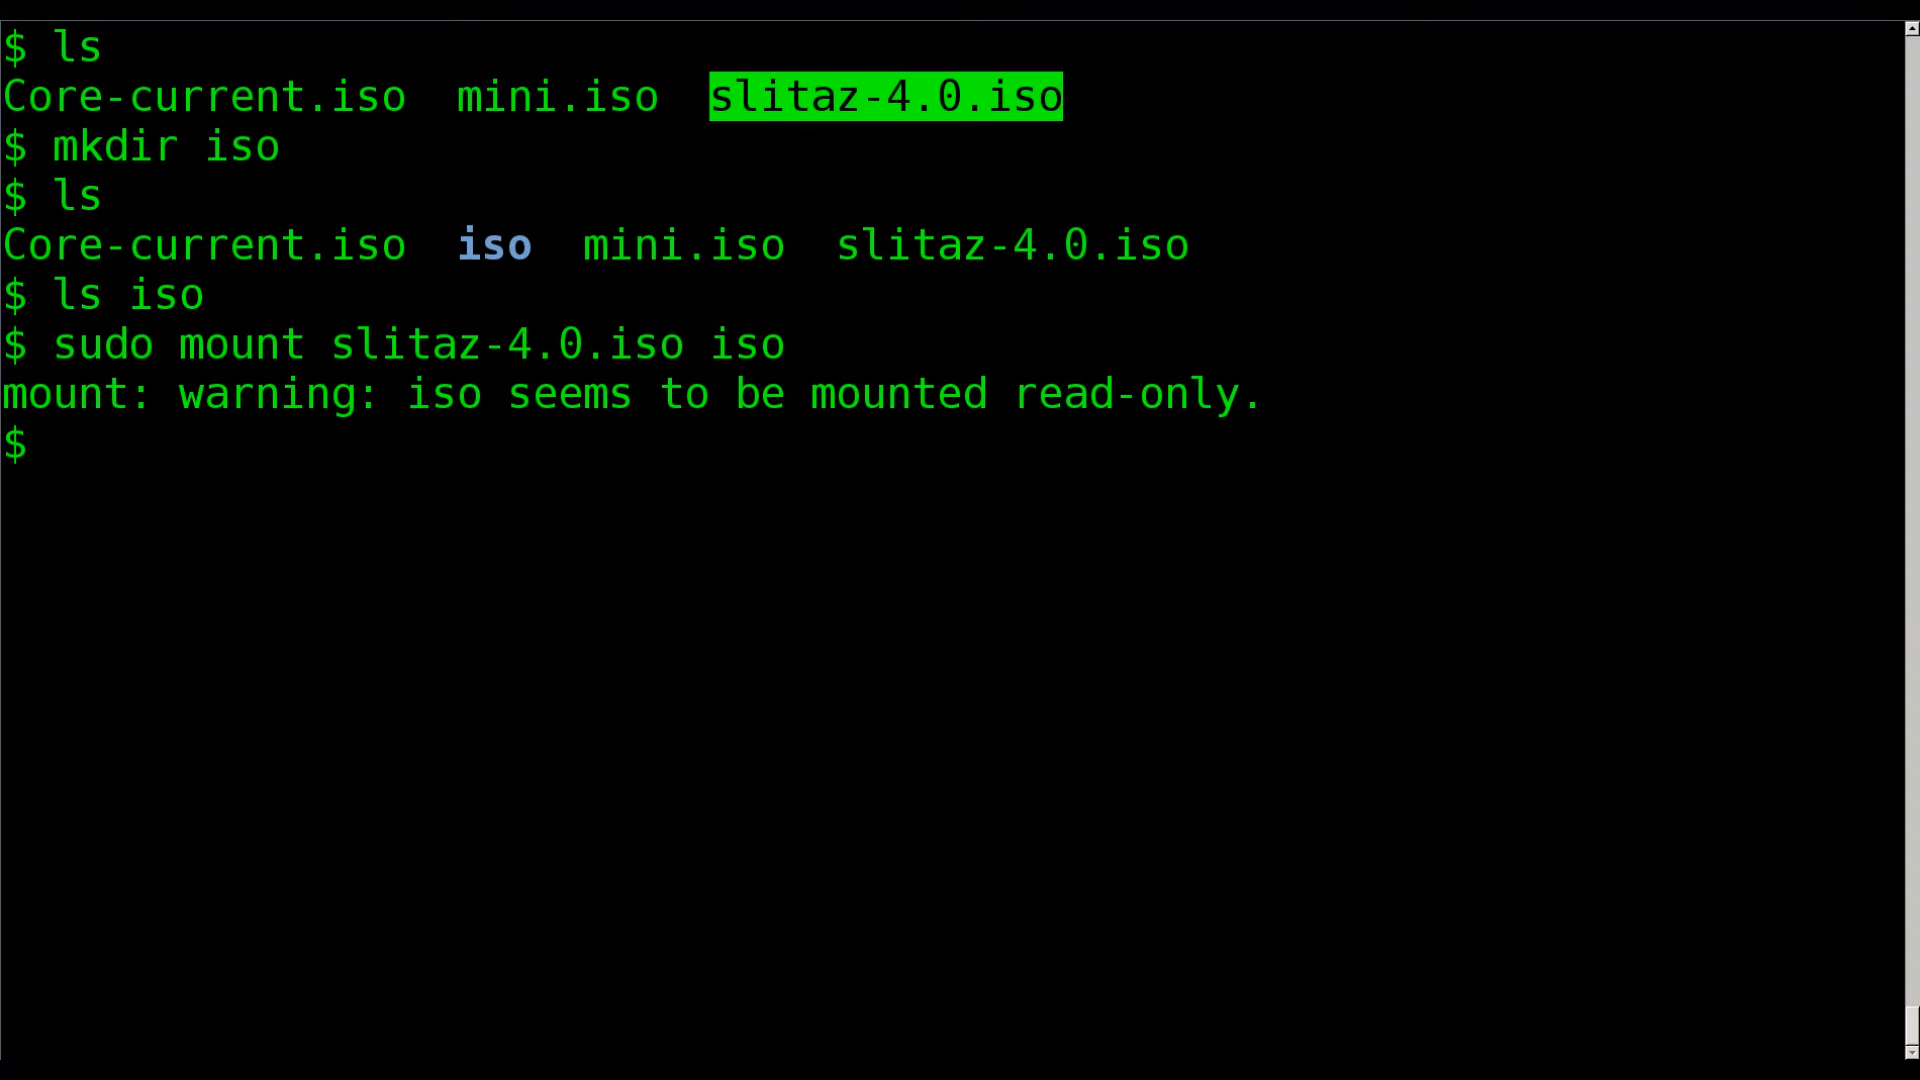 $ ls
Core-current.iso  mini.iso  slitaz-4.0.iso
$ mkdir iso
$ ls
Core-current.iso  iso  mini.iso  slitaz-4.0.iso
$ ls iso
$ sudo mount slitaz-4.0.iso iso
mount: warning: iso seems to be mounted read-only.
$